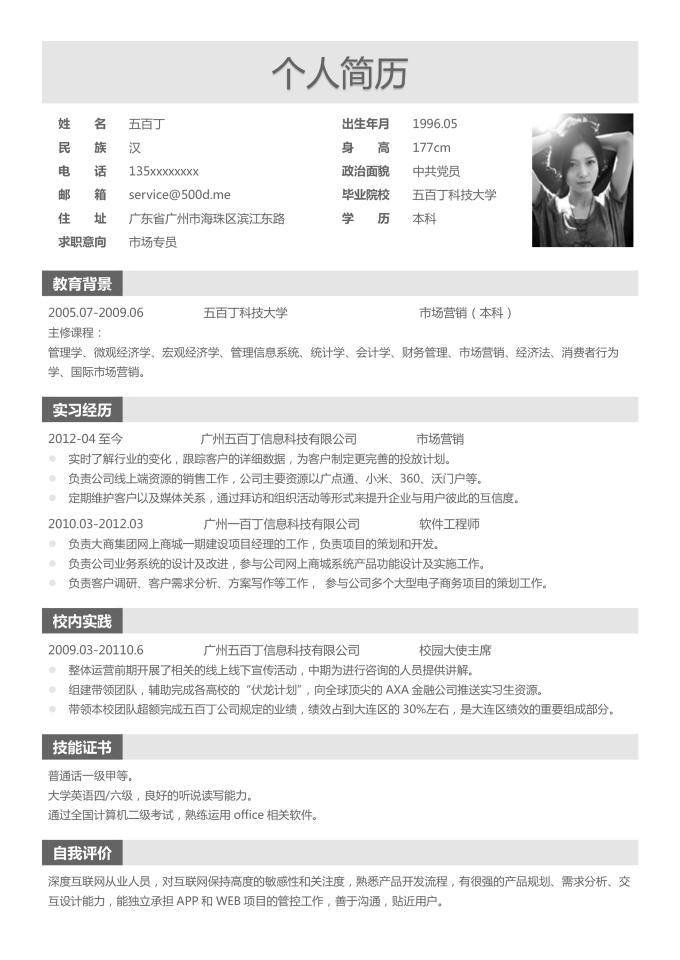 个人简历
姓 名 五百丁 出生年月 1996.05
民 族 汉 身 高 177cm
电 话 135xxxxxxxx 政治面貌 中共党员
邮 箱 service@500d.me 毕业院校 五百丁科技大学
住 址 广东省广州市海珠区滨江东路 学 历 本科
求职意向 市场专员
教育背景
2005.07-2009.06 五百丁科技大学 市场营销（本科）
主修课程：
管理学、微观经济学、宏观经济学、管理信息系统、统计学、会计学、财务管理、市场营销、经济法、消费者行为
学、国际市场营销。
实习经历
2012-04 至今 广州五百丁信息科技有限公司 市场营销
实时了解行业的变化，跟踪客户的详细数据，为客户制定更完善的投放计划。
负责公司线上端资源的销售工作，公司主要资源以广点通、小米、360、沃门户等。
定期维护客户以及媒体关系，通过拜访和组织活动等形式来提升企业与用户彼此的互信度。
2010.03-2012.03 广州一百丁信息科技有限公司 软件工程师
负责大商集团网上商城一期建设项目经理的工作，负责项目的策划和开发。
负责公司业务系统的设计及改进，参与公司网上商城系统产品功能设计及实施工作。
负责客户调研、客户需求分析、方案写作等工作， 参与公司多个大型电子商务项目的策划工作。
校内实践
2009.03-20110.6 广州五百丁信息科技有限公司 校园大使主席
整体运营前期开展了相关的线上线下宣传活动，中期为进行咨询的人员提供讲解。
组建带领团队，辅助完成各高校的“伏龙计划”，向全球顶尖的 AXA 金融公司推送实习生资源。
带领本校团队超额完成五百丁公司规定的业绩，绩效占到大连区的 30%左右，是大连区绩效的重要组成部分。
技能证书
普通话一级甲等。
大学英语四/六级，良好的听说读写能力。
通过全国计算机二级考试，熟练运用 office 相关软件。
自我评价
深度互联网从业人员，对互联网保持高度的敏感性和关注度，熟悉产品开发流程，有很强的产品规划、需求分析、交
互设计能力，能独立承担 APP 和 WEB 项目的管控工作，善于沟通，贴近用户。